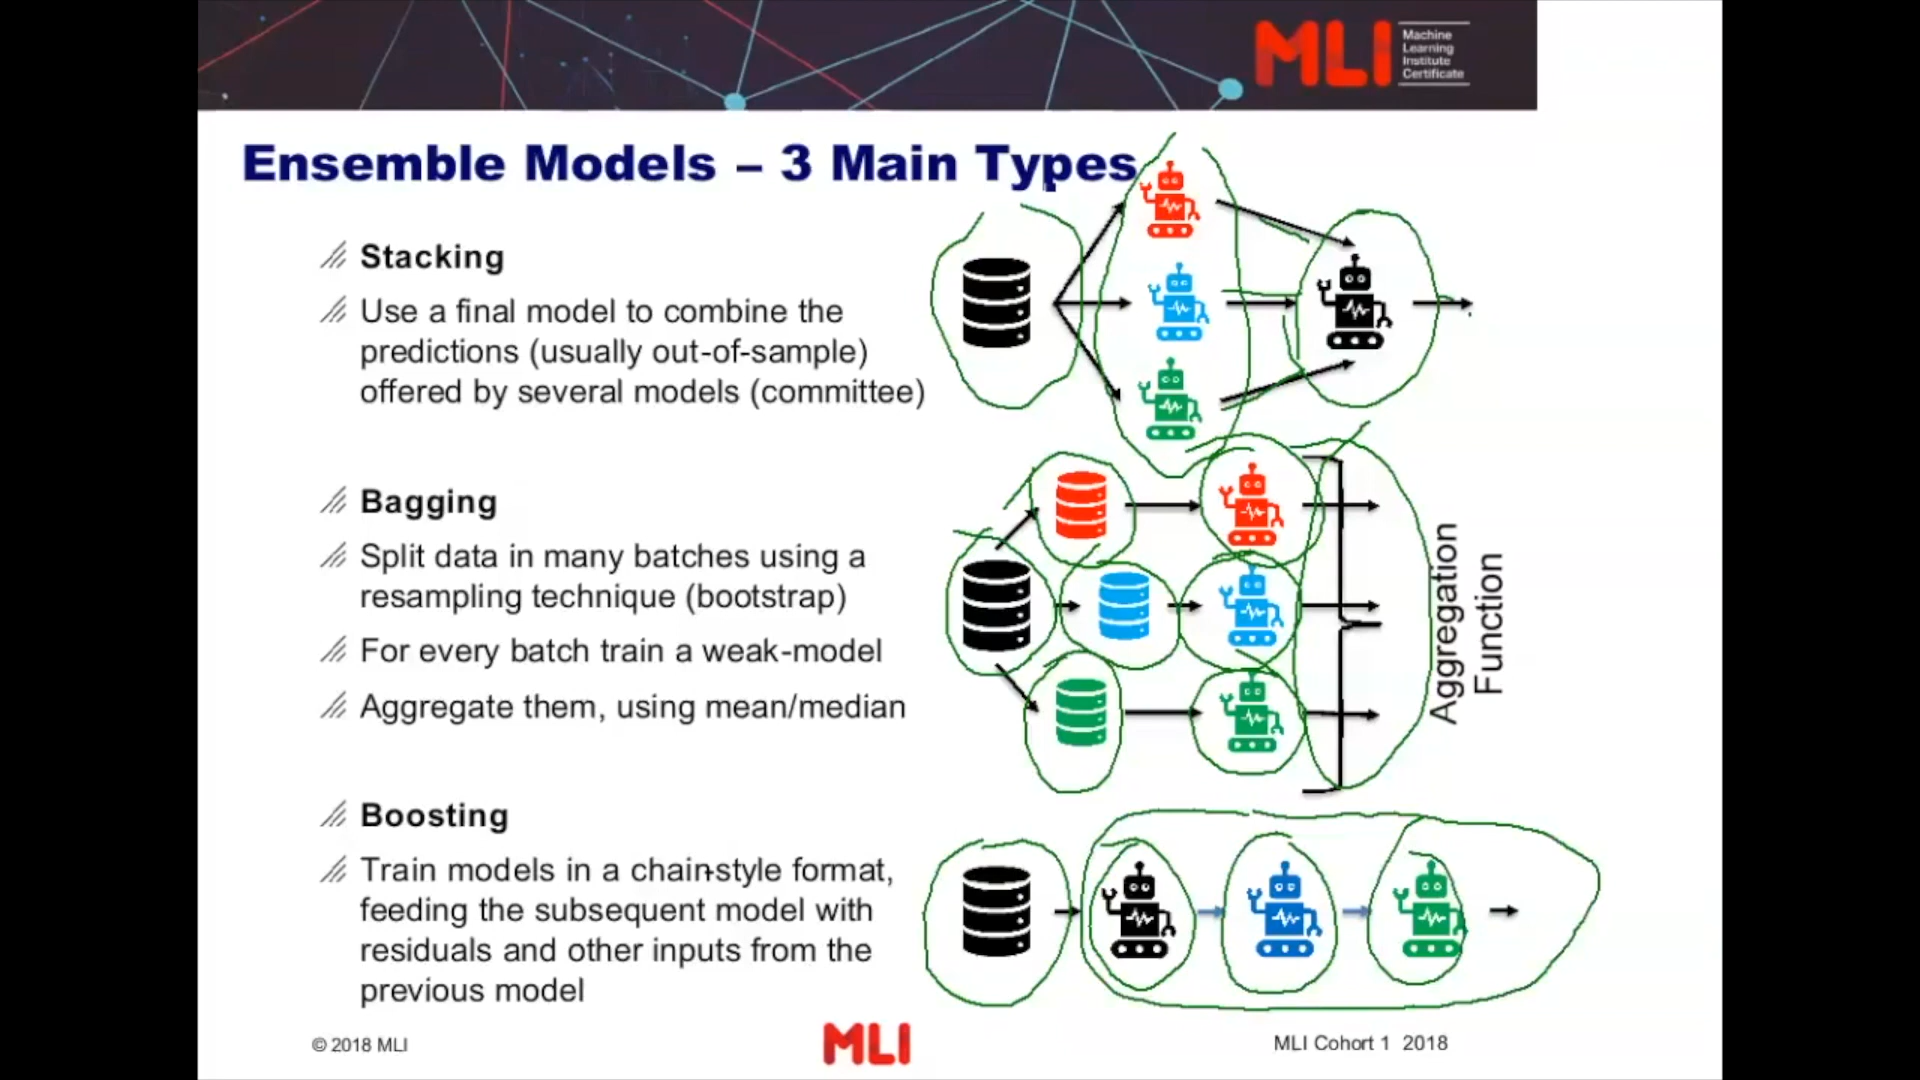 MLI
Machine
Learning
Institute
Certificate
Ensemble Models – 3 Main Types
Stacking
Use a final model to combine the
predictions (usually out-of-sample)
offered by several models (committee)
Bagging
Split data in many batches using a
resampling technique (bootstrap)
For every batch train a weak-model
Aggregate them, using mean/median
Aggregation
Function
Boosting
Train models in a chain-style format,
feeding the subsequent model with
residuals and other inputs from the
previous model
© 2018 MLI
MLI
MLI Cohort 1 2018